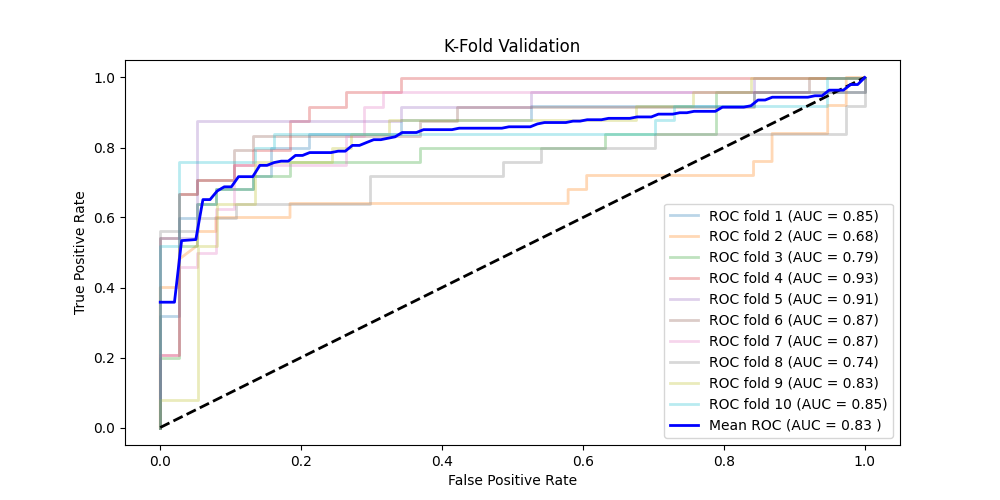 K-Fold Validation
True Positive Rate
1.0
0.8
0.6
0.4
0.2
0.0
0.0 0.2 0.4 0.6 0.8 1.0
False Positive Rate
ROC fold 1 (AUC = 0.85)
ROC fold 2 (AUC = 0.68)
ROC fold 3 (AUC = 0.79)
ROC fold 4 (AUC = 0.93)
ROC fold 5 (AUC = 0.91)
ROC fold 6 (AUC = 0.87)
ROC fold 7 (AUC = 0.87)
ROC fold 8 (AUC = 0.74)
ROC fold 9 (AUC = 0.83)
ROC fold 10 (AUC = 0.85)
Mean ROC (AUC = 0.83 )